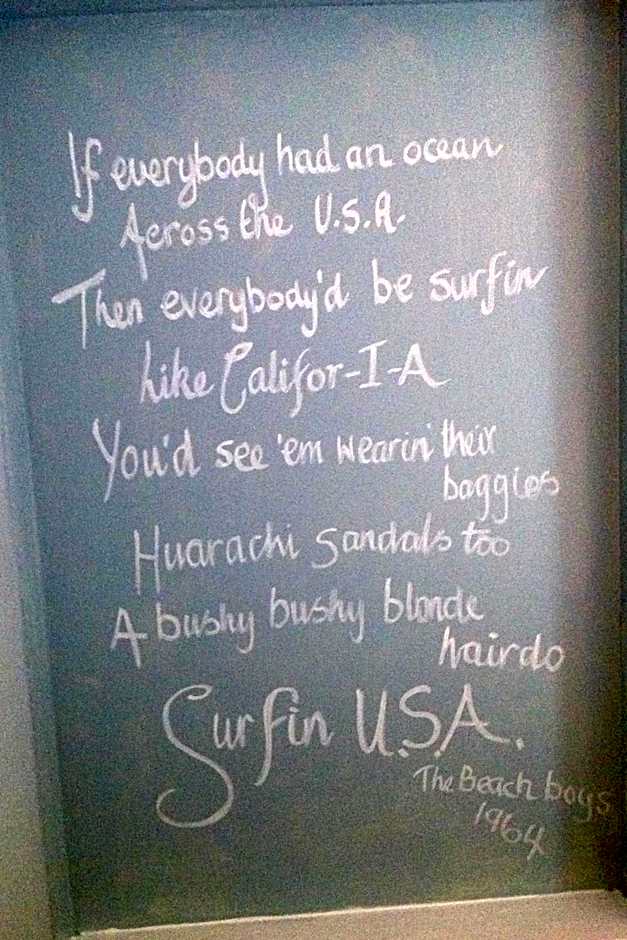 If everybody had an ocean
Across the U.S.A.
Then everybody'd be surfin
Like Califor-I-A
You'd see 'em wearin' their
baggies
Huarachi sandals too
A bushy bushy blonde
hairdo
Surfin U.S.A.
The Beach boys
1964